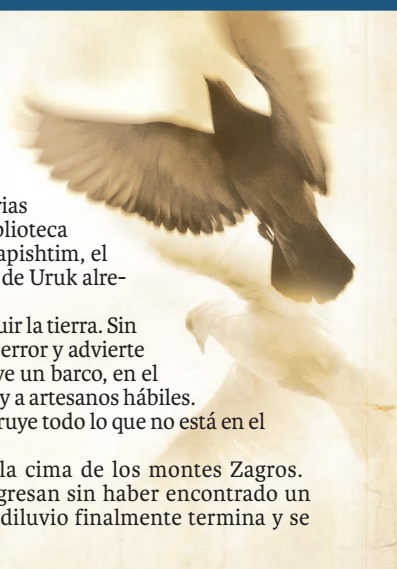 rias
blioteca
apishtim, el
de Uruk alre-
uir la tierra. Sin
error y advierte
ye un barco, en el
y a artesanos hábiles.
ruye todo lo que no está en el
la cima de los montes Zagros.
gresan sin haber encontrado un
diluvio finalmente termina y se